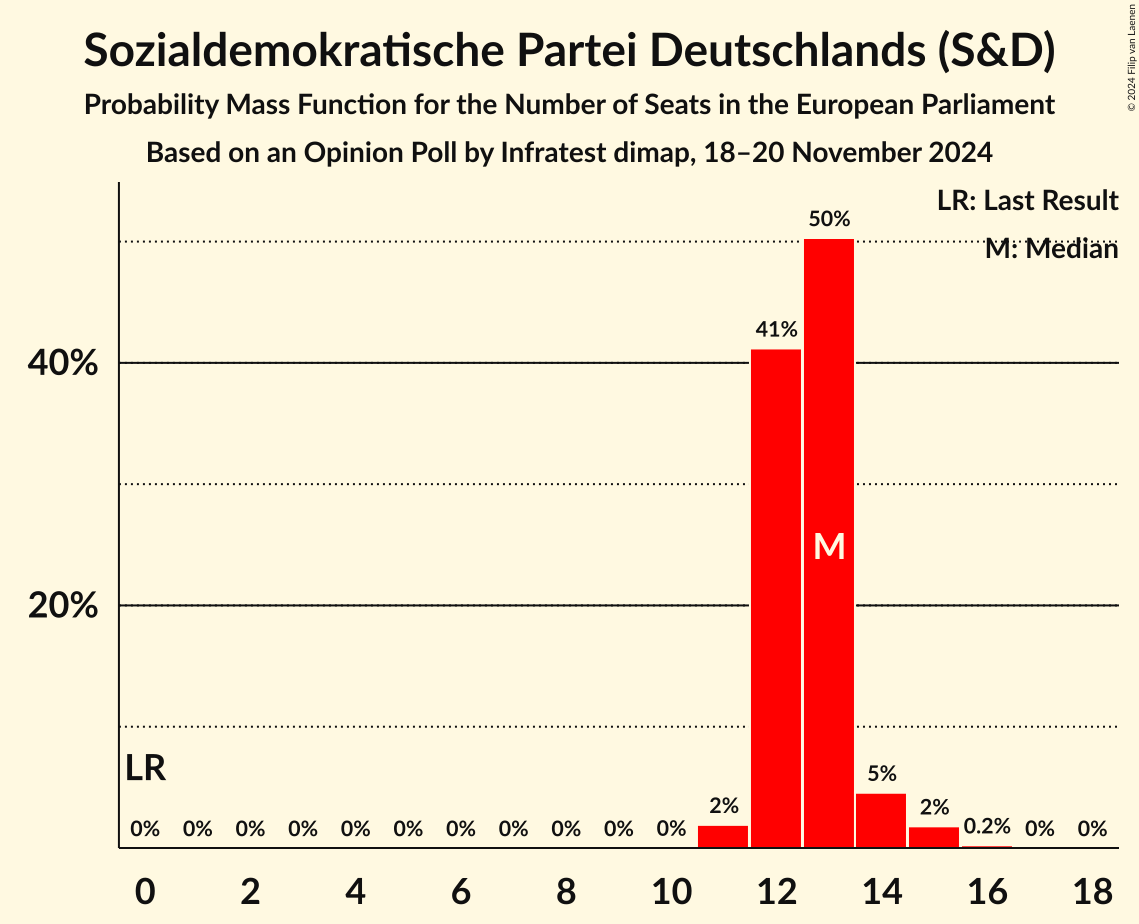 Sozialdemokratische Partei Deutschlands (S&D)
Probability Mass Function for the Number of Seats in the European Parliament
Based on an Opinion Poll by Infratest dimap, 18–20 November 2024
© 2024 Filip van Laenen
LR: Last Result
M: Median
50%
41%
40%
M
20%
LR
5%
2%
2%
0% 0% 0% 0% 0% 0% 0% 0% 0% 0% 0% 0.2% 0% 0%
0 2 4 6 8 10 12 14 16 18